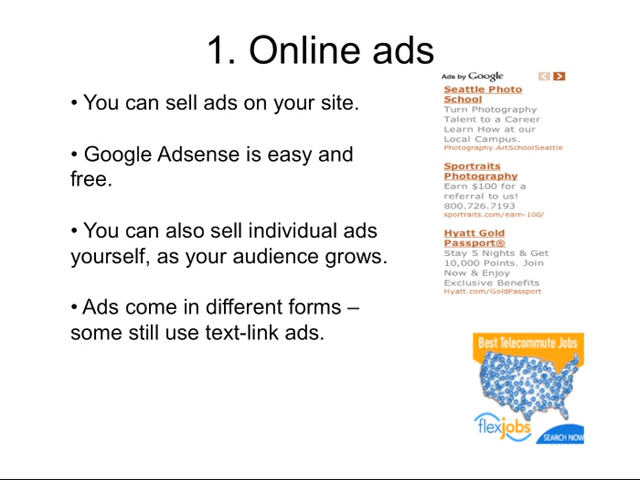 1. Online ads
• You can sell ads on your site.
• Google Adsense is easy and
free.
• You can also sell individual ads
yourself, as your audience grows.
• Ads come in different forms –
some still use text-link ads.
Ads by Google
Seattle Photo
School
Turn Photography
Talent to a Career
Learn How at our
Local Campus.
Photography.ArtSchoolSeattle
Sportraits
Photography
Earn $100 for a
referral to us!
800.726.7193
sportraits.com/earn-100/
Hyatt Gold
Passport®
Stay 5 Nights & Get
10,000 Points. Join
Now & Enjoy
Exclusive Benefits
Hyatt.com/GoldPassport
Best Telecommute Jobs
flexjobs
SEARCH NOW